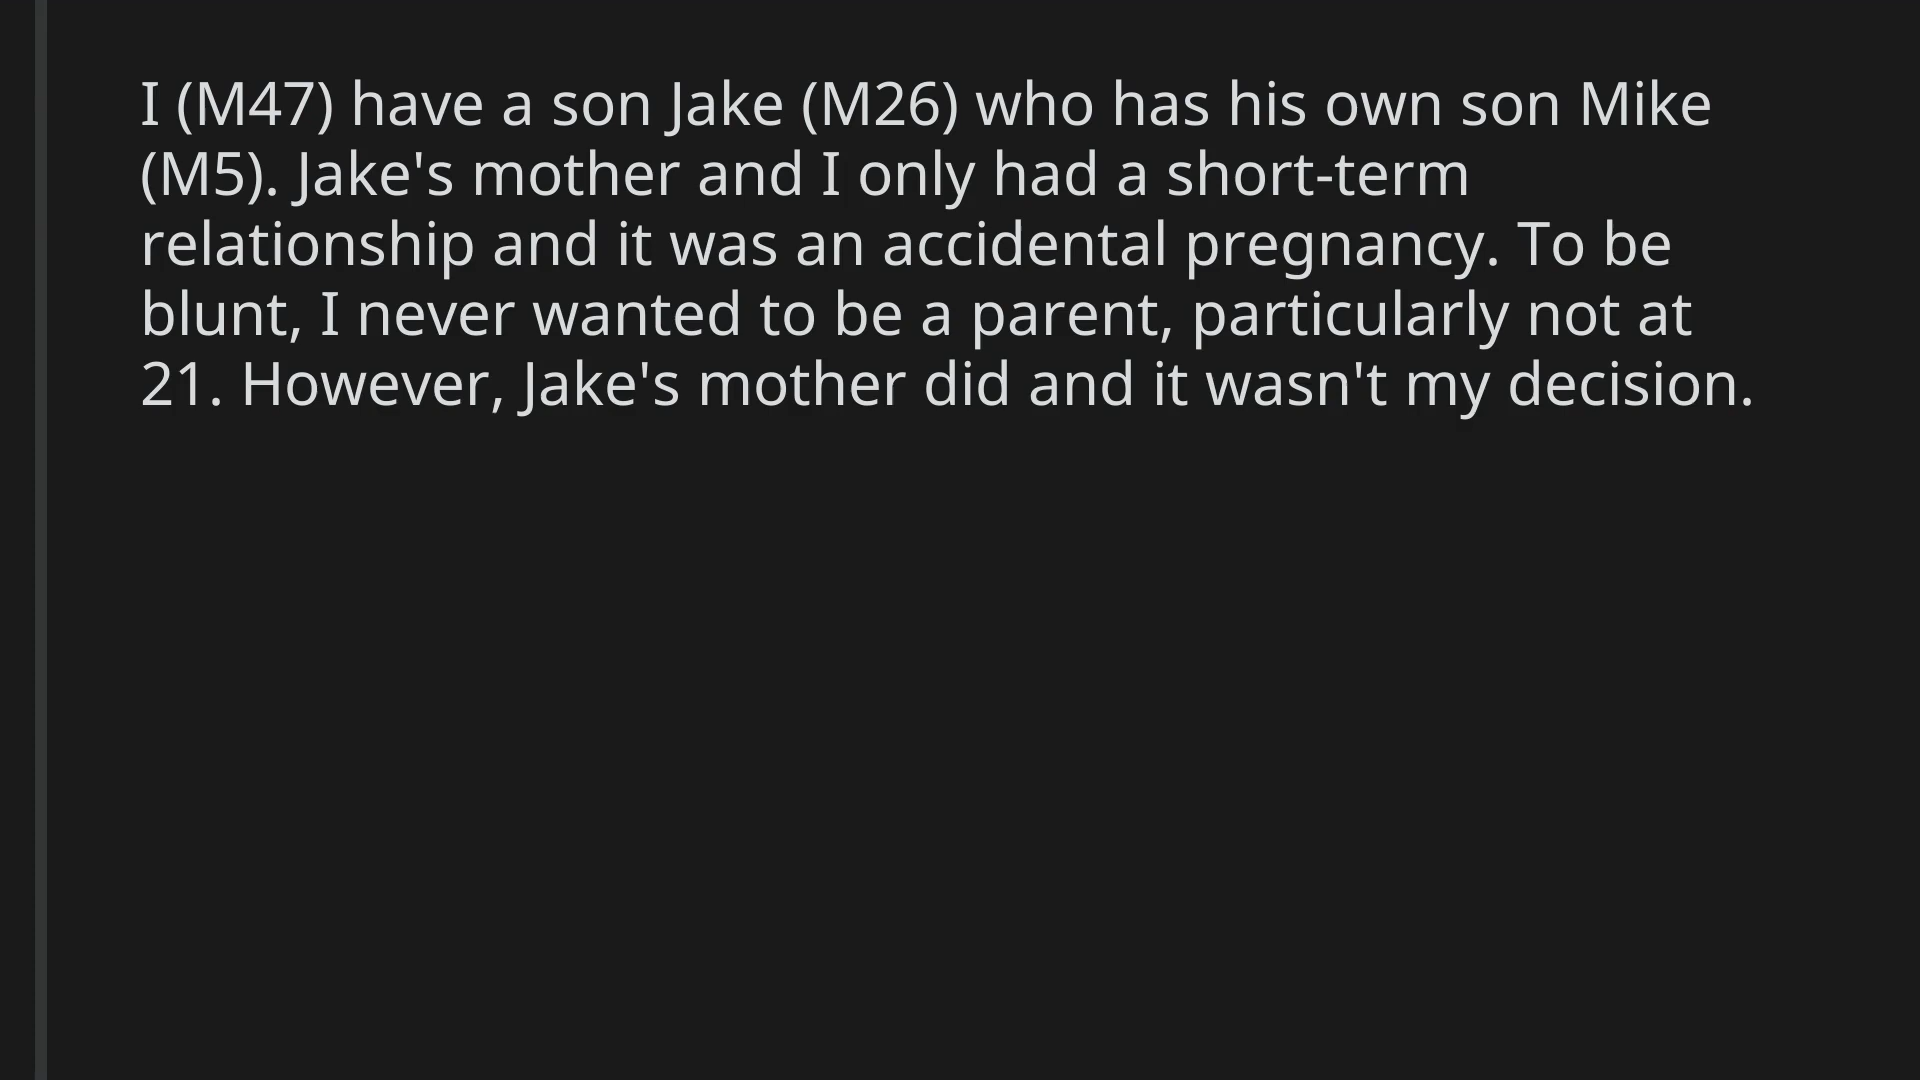 I (M47) have a son Jake (M26) who has his own son Mike
(M5). Jake's mother and I only had a short-term
relationship and it was an accidental pregnancy. To be
blunt, I never wanted to be a parent, particularly not at
21. However, Jake's mother did and it wasn't my decision.